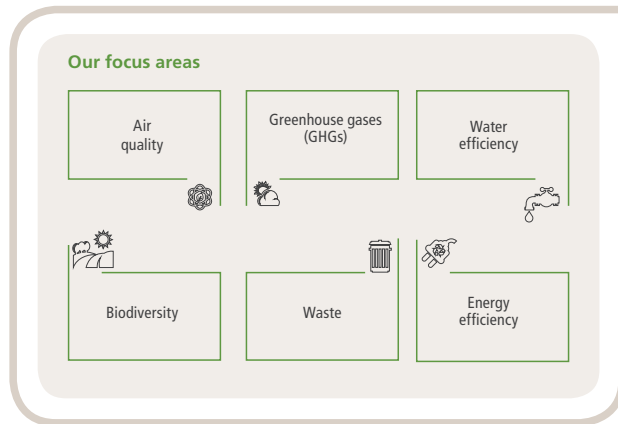 Our focus areas
Air
quality
Greenhouse gases
(GHGs)
Water
efficiency
Biodiversity
Waste
Energy
efficiency